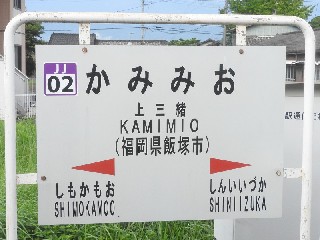 JJ
02
かみみお
上三緒
KAMIMIO
(福岡県飯塚市)
しもかもお
SHIMOKAMOO
しんいいづか
SHINIIZUKA